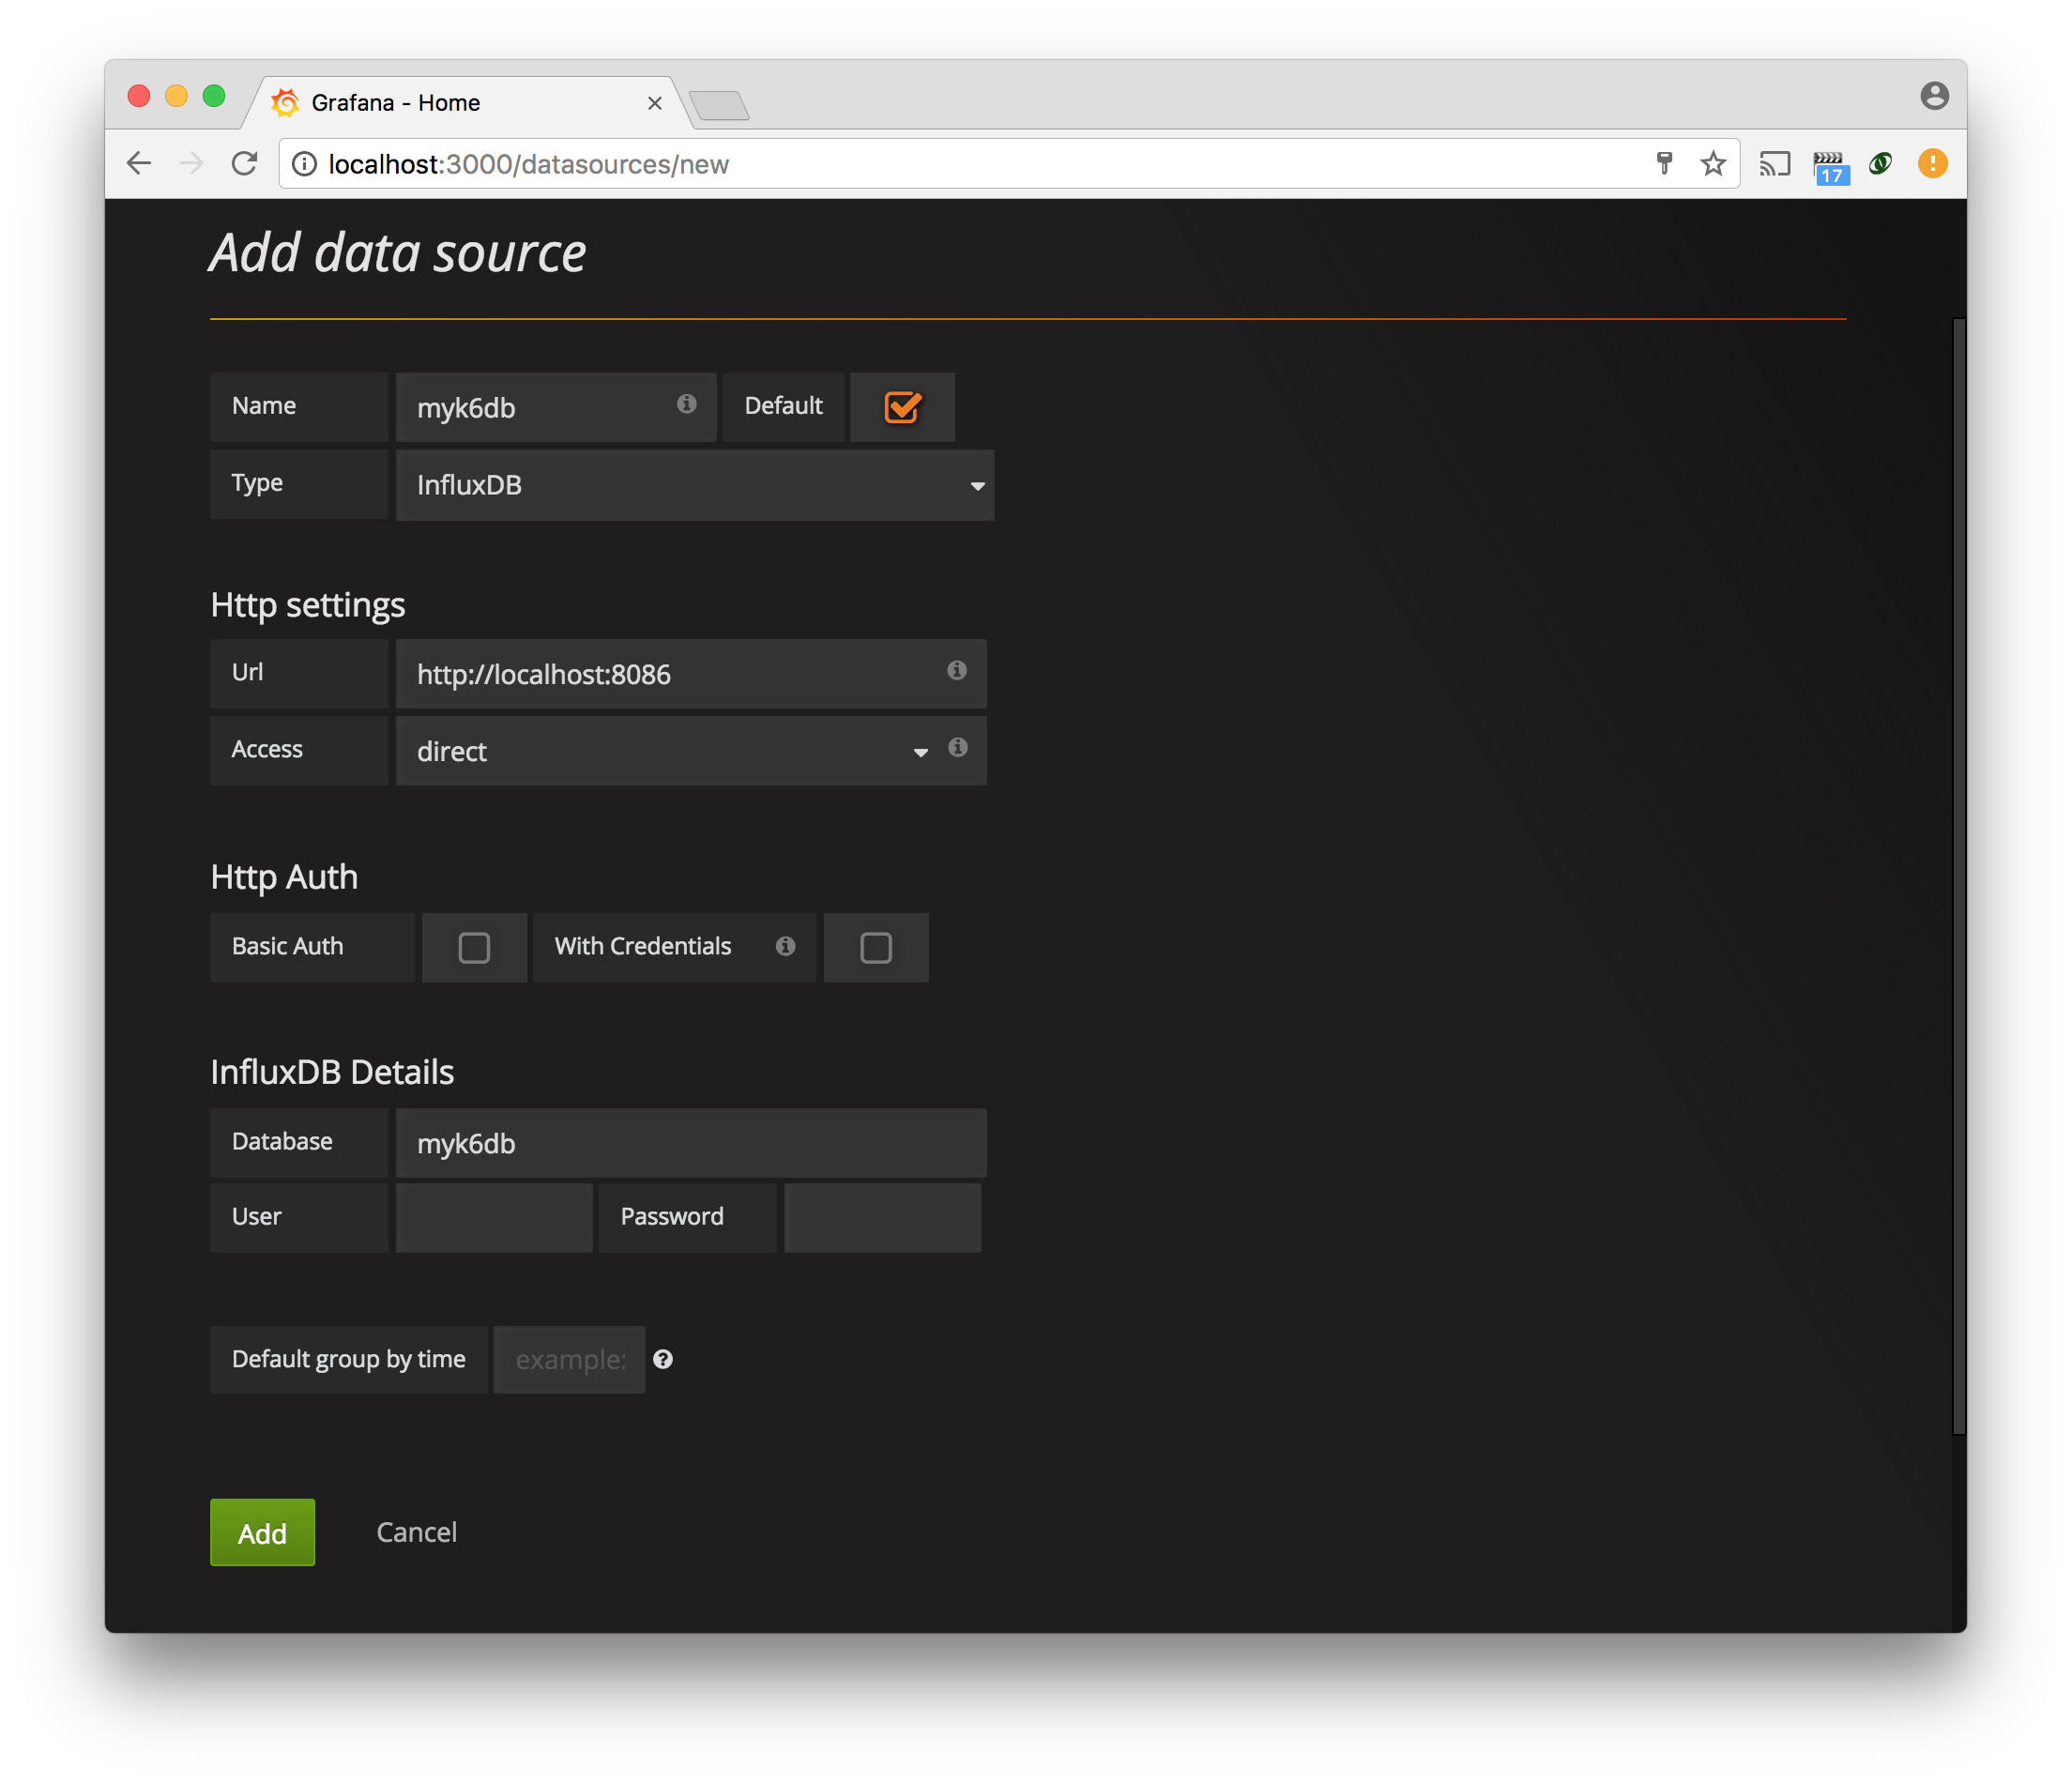 Grafana - Home
localhost:3000/datasources/new
17
Add data source
Name myk6db Default
Type InfluxDB
Http settings
Url http://localhost:8086
Access direct
Http Auth
Basic Auth With Credentials
InfluxDB Details
Database myk6db
User Password
Default group by time example:
Add Cancel